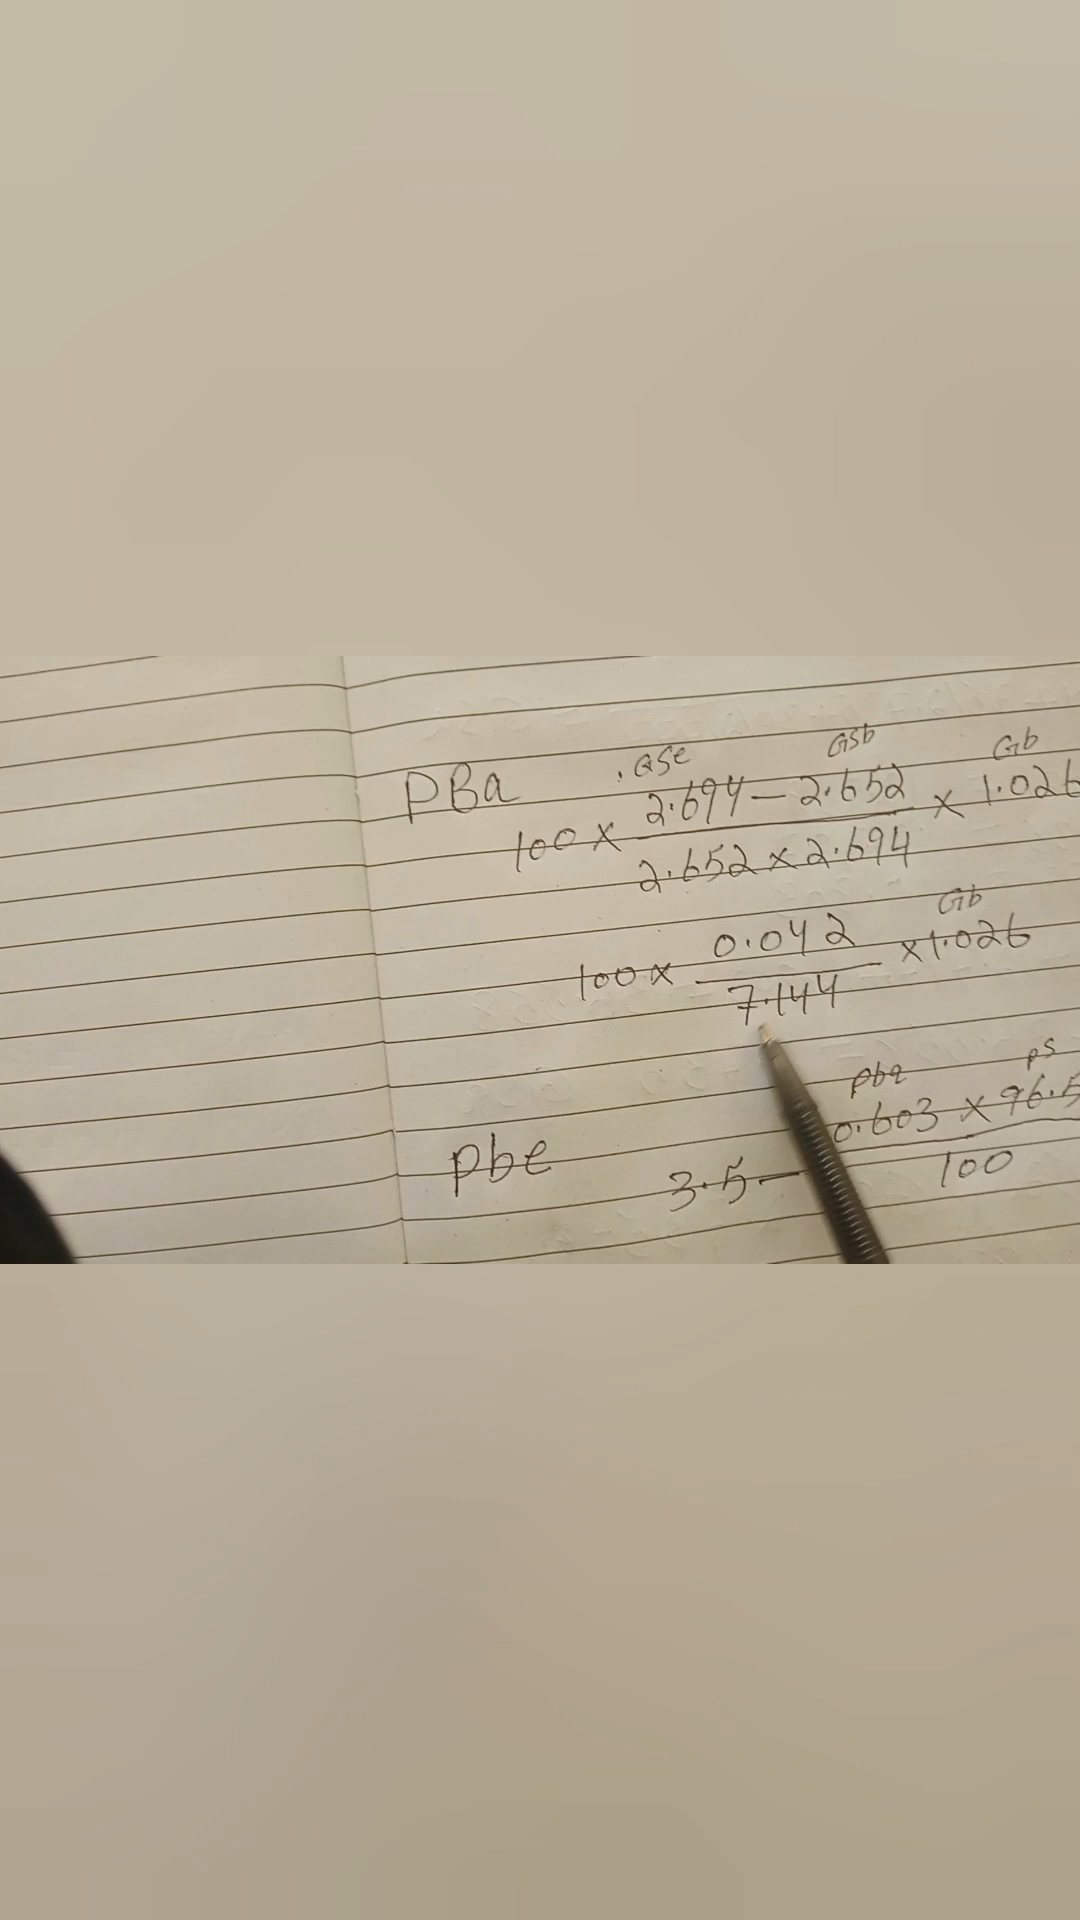 .Gse Gsb Gb
PBa 100 × 2.694 − 2.652 × 1.026
2.652 × 2.694
Gb
100 × 0.042 × 1.026
7.144
pba ps
pbe 3.5 − 0.603 × 96.5
100